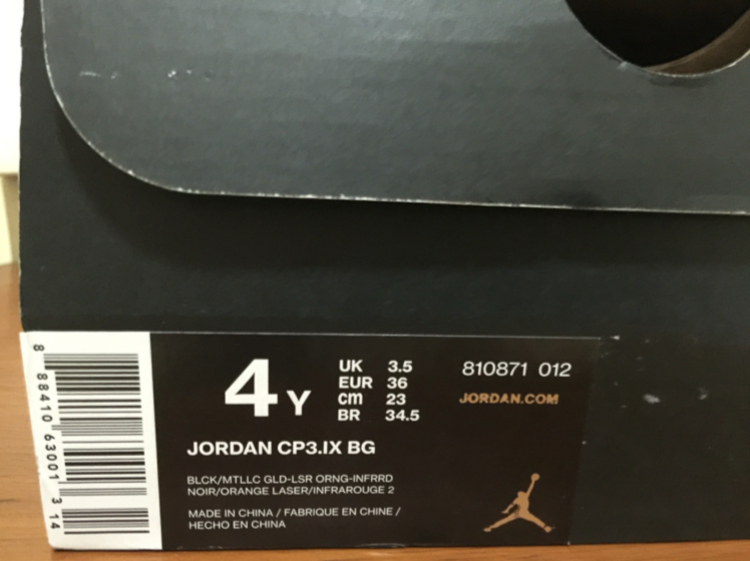 4 Y
UK 3.5
EUR 36
cm 23
BR 34.5
810871 012
JORDAN.COM
JORDAN CP3.IX BG
BLCK/MTLLC GLD-LSR ORNG-INFRRD
NOIR/ORANGE LASER/INFRAROUGE 2
MADE IN CHINA / FABRIQUE EN CHINE /
HECHO EN CHINA
8 88410 63001 3 14